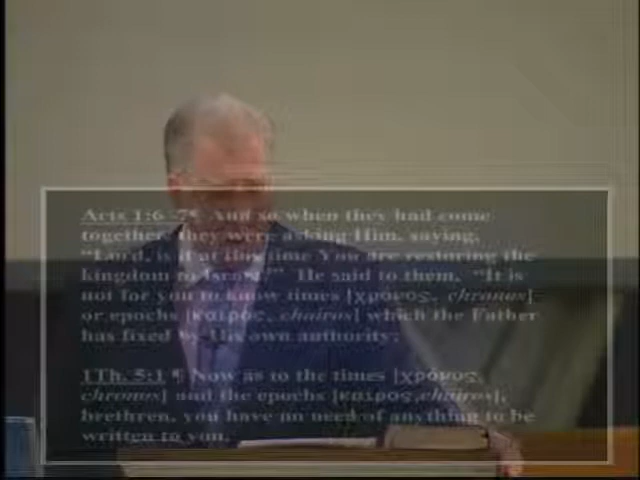 Acts 1:6 -7¶ And so when they had come
together, they were asking Him, saying,
“Lord, is it at this time You are restoring the
kingdom to Israel?” He said to them, “It is
not for you to know times [χρόνος, chronos]
or epochs [καιρός, chairos] which the Father
has fixed by His own authority;
1Th. 5:1 ¶ Now as to the times [χρόνος,
chronos] and the epochs [καιρός,chairos],
brethren, you have no need of anything to be
written to you.